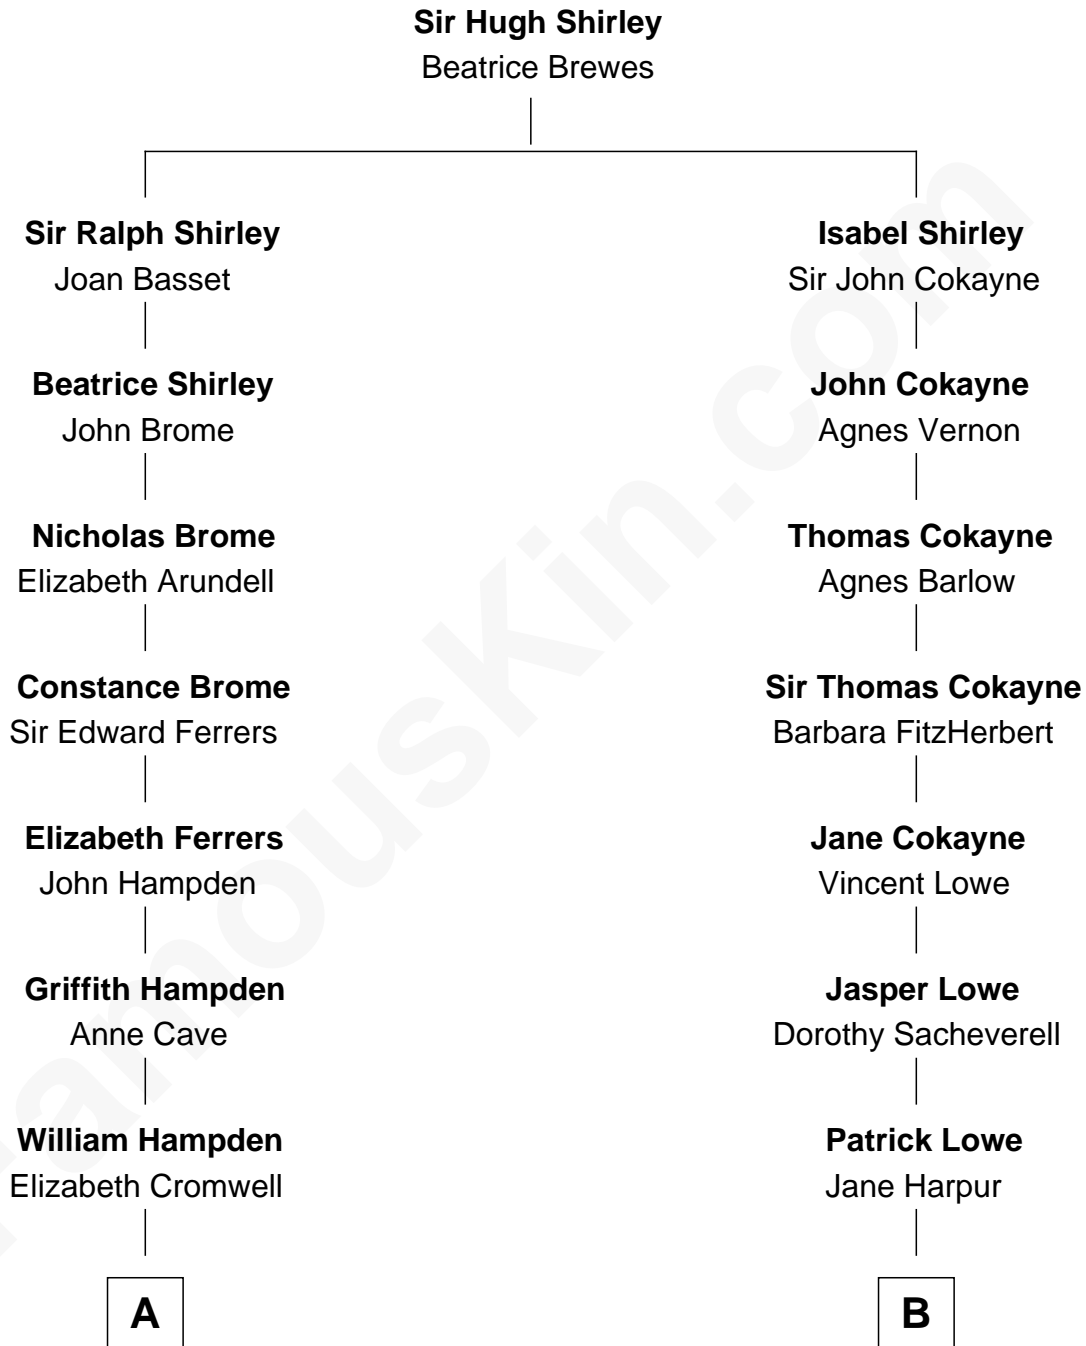 Sir Hugh Shirley
Beatrice Brewes
Sir Ralph Shirley
Joan Basset
Isabel Shirley
Sir John Cokayne
Beatrice Shirley
John Brome
John Cokayne
Agnes Vernon
Nicholas Brome
Elizabeth Arundell
Thomas Cokayne
Agnes Barlow
Constance Brome
Sir Edward Ferrers
Sir Thomas Cokayne
Barbara FitzHerbert
Elizabeth Ferrers
John Hampden
Jane Cokayne
Vincent Lowe
Griffith Hampden
Anne Cave
Jasper Lowe
Dorothy Sacheverell
William Hampden
Elizabeth Cromwell
Patrick Lowe
Jane Harpur
A
B
FamousKin.com